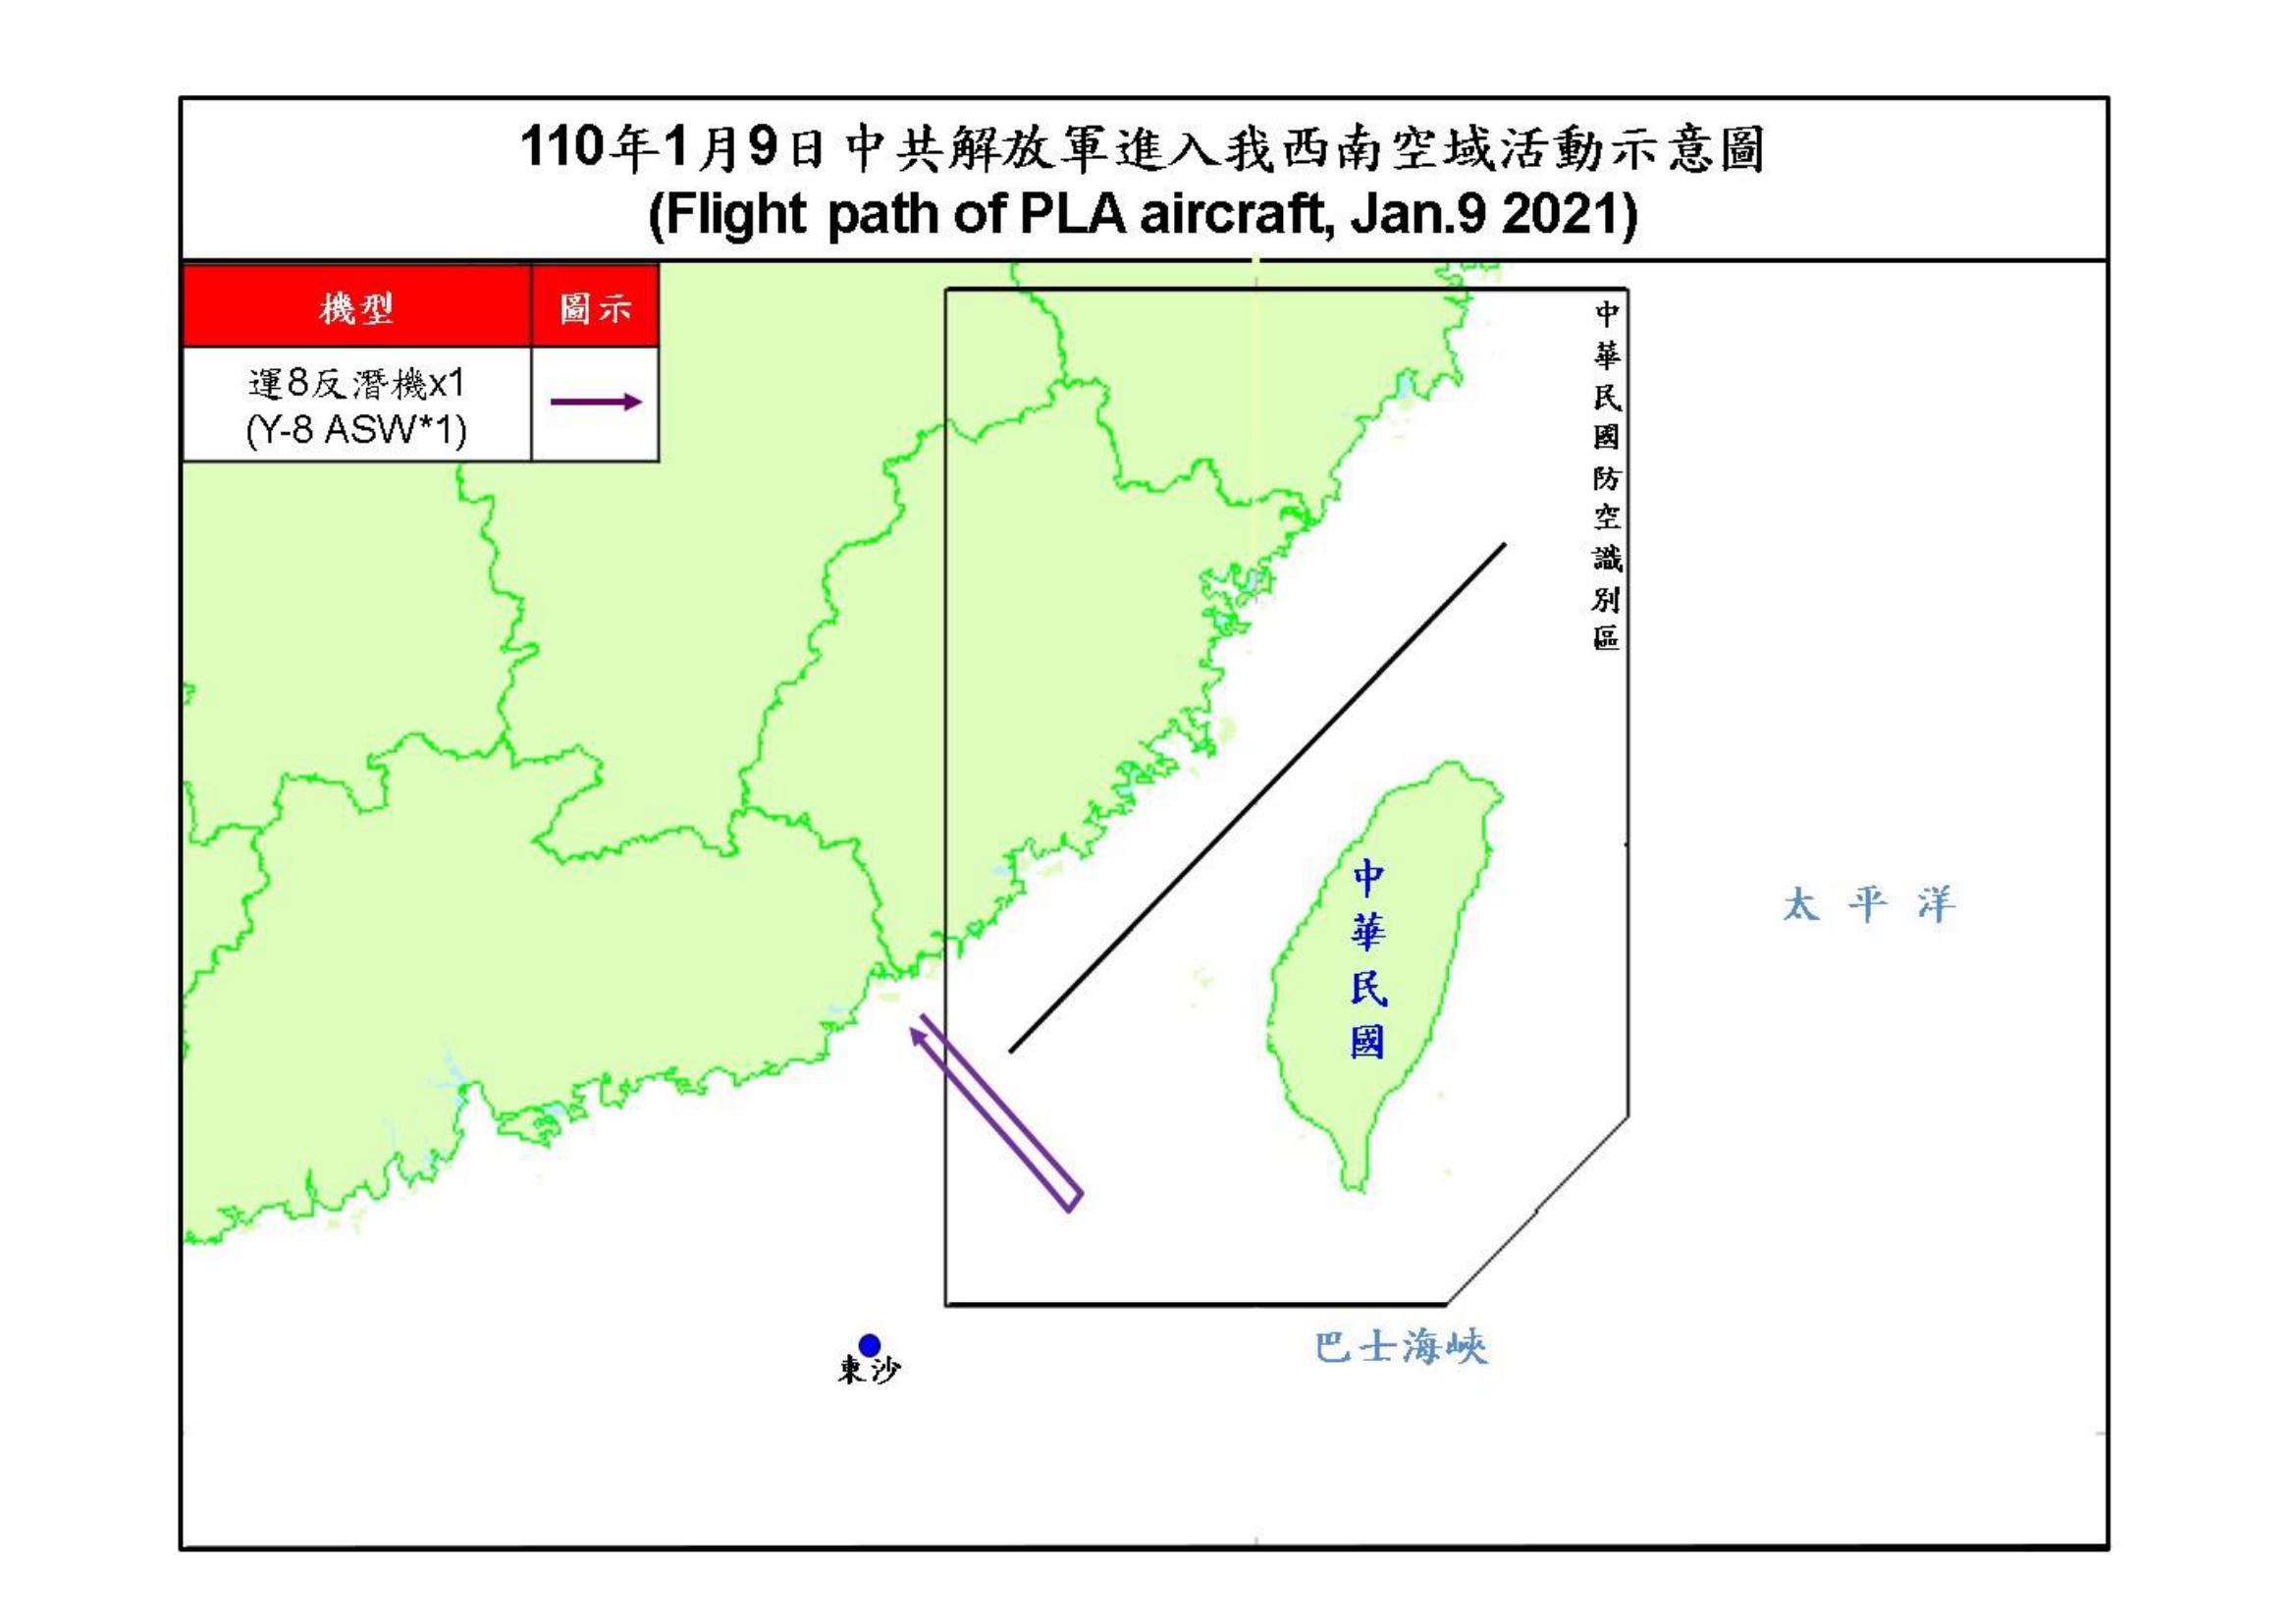 110年1月9日中共解放軍進入我西南空域活動示意圖
(Flight path of PLA aircraft, Jan.9 2021)
機型 圖示
運8反潛機x1
(Y-8 ASW*1)
中華民國防空識別區
中華民國
太平洋
巴士海峽
東沙